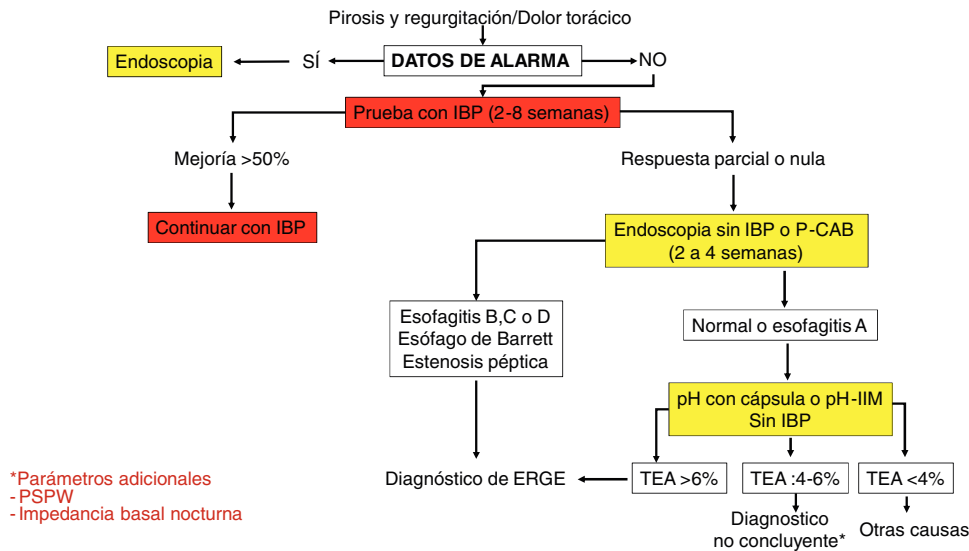 Pirosis y regurgitación/Dolor torácico
Endoscopia
SÍ
DATOS DE ALARMA
NO
Prueba con IBP (2-8 semanas)
Mejoría >50%
Respuesta parcial o nula
Continuar con IBP
Endoscopia sin IBP o P-CAB
(2 a 4 semanas)
Esofagitis B,C o D
Esófago de Barrett
Estenosis péptica
Normal o esofagitis A
pH con cápsula o pH-IIM
Sin IBP
Diagnóstico de ERGE
TEA >6%
TEA :4-6%
TEA <4%
Diagnostico
no concluyente*
Otras causas
*Parámetros adicionales
- PSPW
- Impedancia basal nocturna